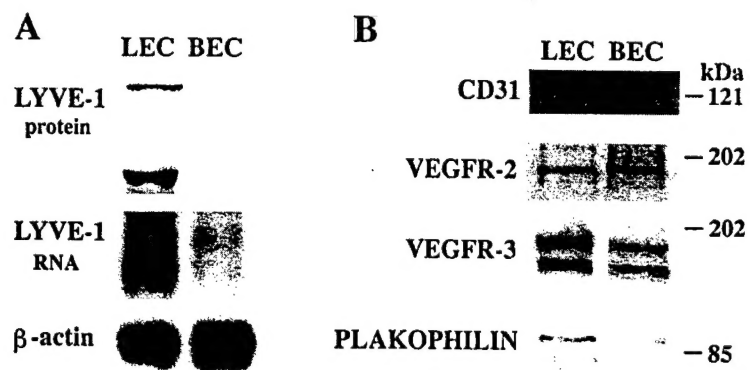 A
LEC BEC
LYVE-1
protein
LYVE-1
RNA
β-actin
B
LEC BEC
kDa
CD31
–121
VEGFR-2
–202
VEGFR-3
–202
PLAKOPHILIN
–85